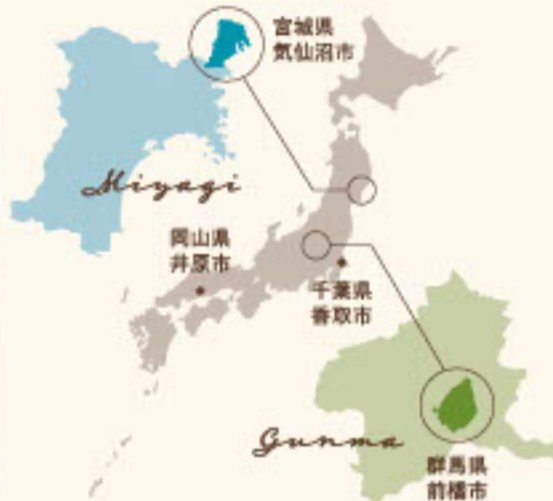 宮城県
気仙沼市
Miyagi
岡山県
井原市
千葉県
香取市
Gunma
群馬県
前橋市